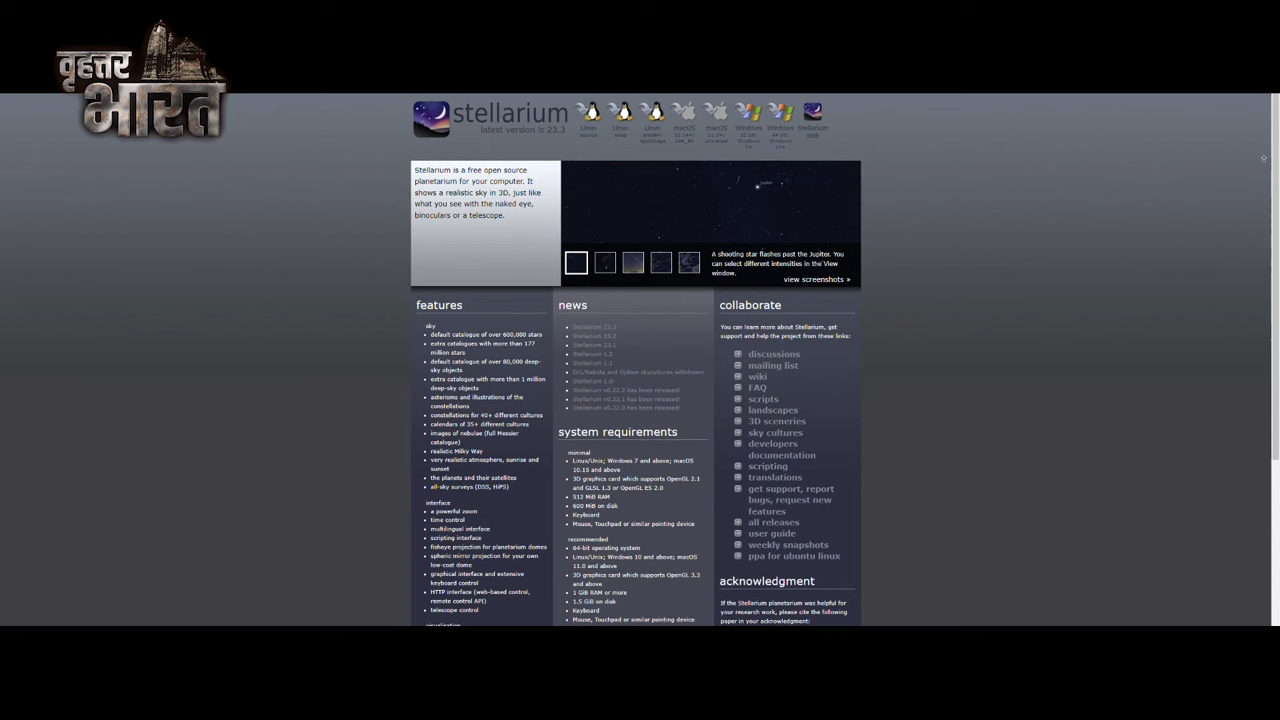 वृहत्तर
भारत
stellarium
latest version is 23.3
Linux
source
Linux
snap
Linux
macOS
macOS
Windows
Windows
Stellarium
Web
Stellarium is a free open source
planetarium for your computer. It
shows a realistic sky in 3D, just like
what you see with the naked eye,
binoculars or a telescope.
Jupiter
A shooting star flashes past the Jupiter. You
can select different intensities in the View
window.
view screenshots »
features
sky
default catalogue of over 600,000 stars
extra catalogues with more than 177
million stars
default catalogue of over 80,000 deep-
sky objects
extra catalogue with more than 1 million
deep-sky objects
asterisms and illustrations of the
constellations
constellations for 40+ different cultures
calendars of 35+ different cultures
images of nebulae (full Messier
catalogue)
realistic Milky Way
very realistic atmosphere, sunrise and
sunset
the planets and their satellites
all-sky surveys (DSS, HiPS)
interface
a powerful zoom
time control
multilingual interface
scripting interface
fisheye projection for planetarium domes
spheric mirror projection for your own
low-cost dome
graphical interface and extensive
keyboard control
HTTP interface (web-based control,
remote control API)
telescope control
visualisation
news
Stellarium 23.3
Stellarium 23.2
Stellarium 23.1
Stellarium 1.2
Stellarium 1.1
D/L/Nakota and Ojibwe skycultures withdrawn
Stellarium 1.0!
Stellarium v0.22.2 has been released!
Stellarium v0.22.1 has been released!
Stellarium v0.22.0 has been released!
system requirements
minimal
Linux/Unix; Windows 7 and above; macOS
10.15 and above
3D graphics card which supports OpenGL 2.1
and GLSL 1.3 or OpenGL ES 2.0
512 MiB RAM
600 MiB on disk
Keyboard
Mouse, Touchpad or similar pointing device
recommended
64-bit operating system
Linux/Unix; Windows 10 and above; macOS
11.0 and above
3D graphics card which supports OpenGL 3.3
and above
1 GiB RAM or more
1.5 GiB on disk
Keyboard
Mouse, Touchpad or similar pointing device
collaborate
You can learn more about Stellarium, get
support and help the project from these links:
discussions
mailing list
wiki
FAQ
scripts
landscapes
3D sceneries
sky cultures
developers
documentation
scripting
translations
get support, report
bugs, request new
features
all releases
user guide
weekly snapshots
ppa for ubuntu linux
acknowledgment
If the Stellarium planetarium was helpful for
your research work, please cite the following
paper in your acknowledgment: